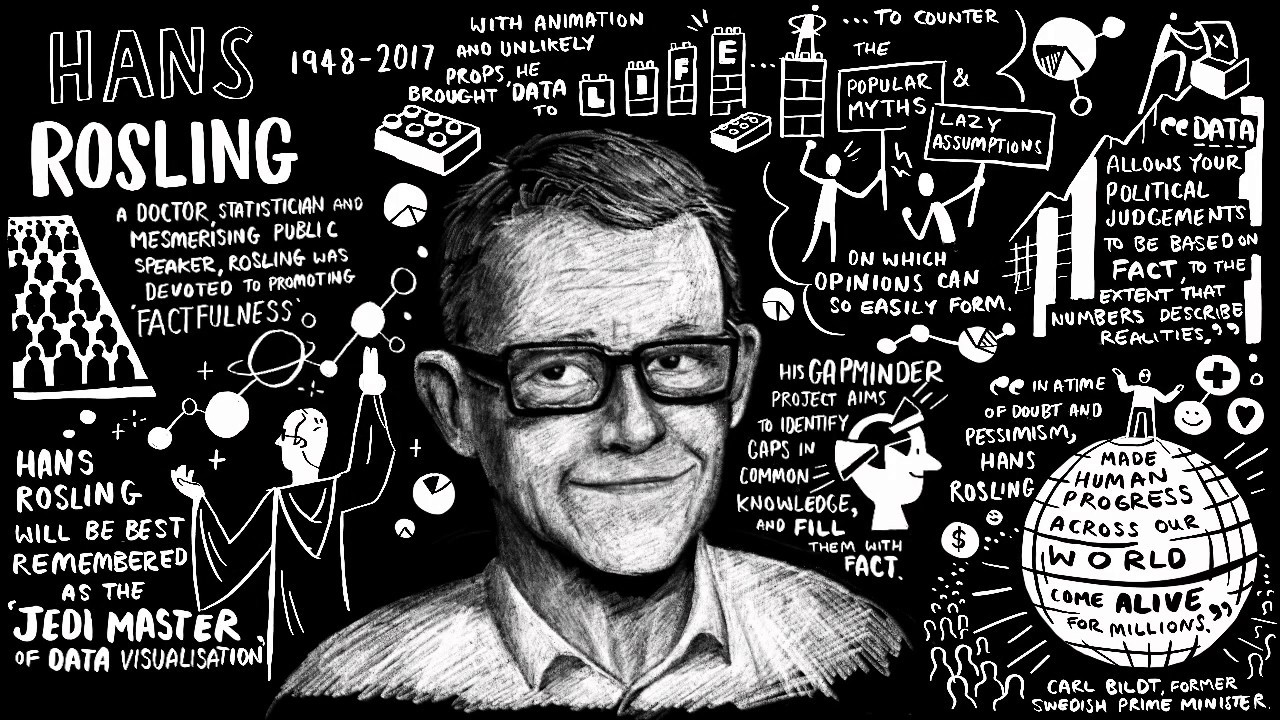 HANS
ROSLING
1948-2017
A DOCTOR, STATISTICIAN AND
MESMERISING PUBLIC
SPEAKER, ROSLING WAS
DEVOTED TO PROMOTING
'FACTFULNESS'
HANS
ROSLING
WILL BE BEST
REMEMBERED
AS THE
'JEDI MASTER
OF DATA VISUALISATION'
WITH ANIMATION
AND UNLIKELY
PROPS, HE
BROUGHT 'DATA
TO
LIFE
...
...TO COUNTER
THE
POPULAR
MYTHS
&
LAZY
ASSUMPTIONS
ON WHICH
OPINIONS CAN
SO EASILY FORM.
HIS GAPMINDER
PROJECT AIMS
TO IDENTIFY
GAPS IN
COMMON
KNOWLEDGE,
AND FILL
THEM WITH
FACT.
X
“DATA
ALLOWS YOUR
POLITICAL
JUDGEMENTS
TO BE BASED ON
FACT, TO THE
EXTENT THAT
NUMBERS DESCRIBE
REALITIES.”
“IN A TIME
OF DOUBT AND
PESSIMISM,
HANS
ROSLING
MADE
HUMAN
PROGRESS
ACROSS OUR
WORLD
COME ALIVE
FOR MILLIONS.”
$
CARL BILDT, FORMER
SWEDISH PRIME MINISTER